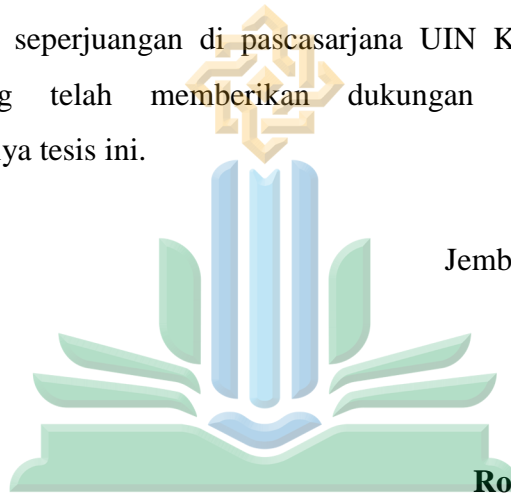 seperjuangan di pascasarjana UIN K
g telah memberikan dukungan
ya tesis ini.
Jemb
Ro